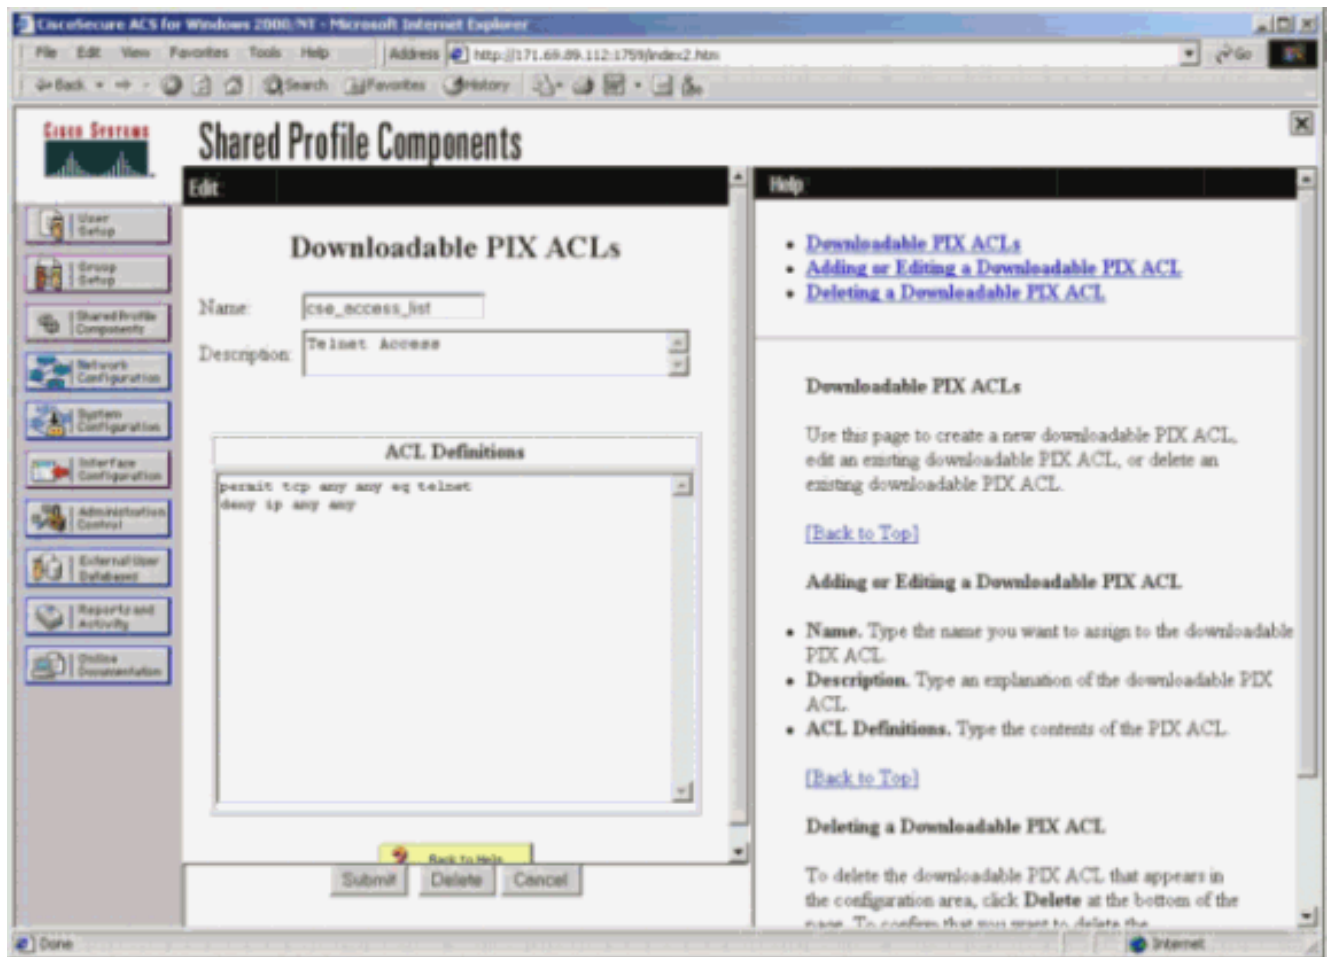 CiscoSecure ACS for Windows 2000/NT - Microsoft Internet Explorer
File Edit View Favorites Tools Help Address http://171.69.89.112:1759/index2.htm Go
Back Search Favorites History
Cisco Systems
Shared Profile Components
Edit
User
Setup
Group
Setup
Shared Profile
Components
Network
Configuration
System
Configuration
Interface
Configuration
Administration
Control
External User
Databases
Reports and
Activity
Online
Documentation
Downloadable PIX ACLs
Name: cse_access_list
Description: Telnet Access
ACL Definitions
permit tcp any any eq telnet
deny ip any any
Back to Help
Submit Delete Cancel
Help
• Downloadable PIX ACLs
• Adding or Editing a Downloadable PIX ACL
• Deleting a Downloadable PIX ACL
Downloadable PIX ACLs
Use this page to create a new downloadable PIX ACL,
edit an existing downloadable PIX ACL, or delete an
existing downloadable PIX ACL.
[Back to Top]
Adding or Editing a Downloadable PIX ACL
• Name. Type the name you want to assign to the downloadable
PIX ACL.
• Description. Type an explanation of the downloadable PIX
ACL.
• ACL Definitions. Type the contents of the PIX ACL.
[Back to Top]
Deleting a Downloadable PIX ACL
To delete the downloadable PIX ACL that appears in
the configuration area, click Delete at the bottom of the
page. To confirm that you want to delete the
Done
Internet